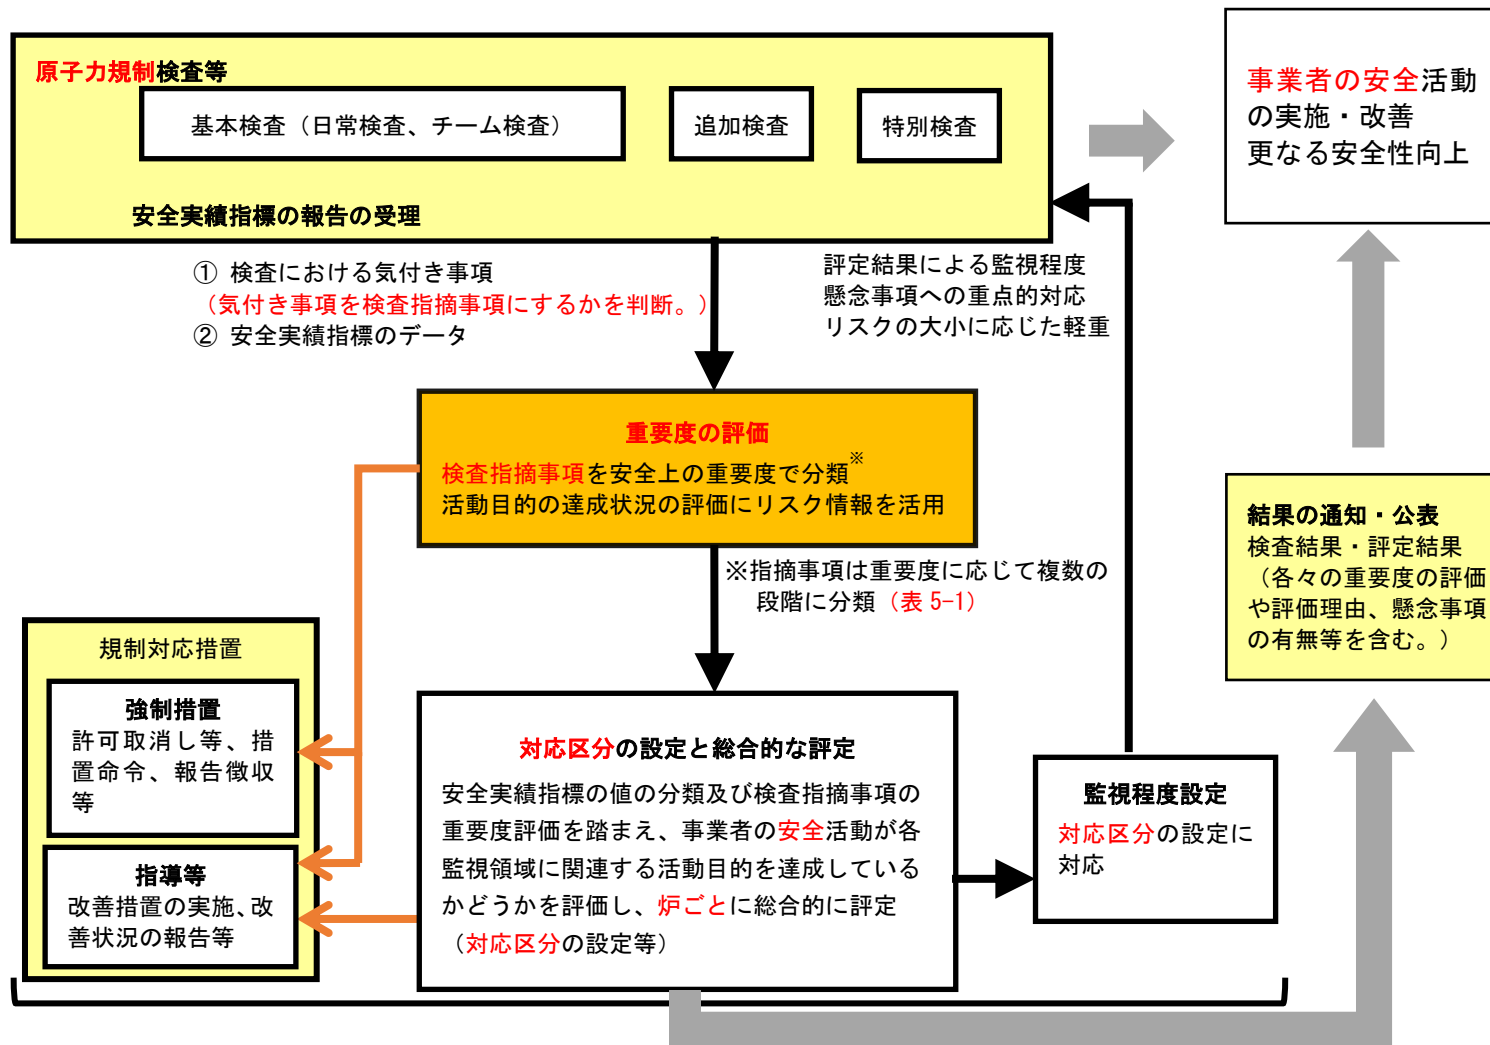 原子力規制検査等
基本検査（日常検査、チーム検査）
追加検査
特別検査
安全実績指標の報告の受理
事業者の安全活動
の実施・改善
更なる安全性向上
① 検査における気付き事項
（気付き事項を検査指摘事項にするかを判断。）
② 安全実績指標のデータ
評定結果による監視程度
懸念事項への重点的対応
リスクの大小に応じた軽重
重要度の評価
検査指摘事項を安全上の重要度で分類※
活動目的の達成状況の評価にリスク情報を活用
※指摘事項は重要度に応じて複数の
段階に分類（表 5-1）
結果の通知・公表
検査結果・評定結果
（各々の重要度の評価
や評価理由、懸念事項
の有無等を含む。）
規制対応措置
強制措置
許可取消し等、措
置命令、報告徴収
等
指導等
改善措置の実施、改
善状況の報告等
対応区分の設定と総合的な評定
安全実績指標の値の分類及び検査指摘事項の
重要度評価を踏まえ、事業者の安全活動が各
監視領域に関連する活動目的を達成している
かどうかを評価し、炉ごとに総合的に評定
（対応区分の設定等）
監視程度設定
対応区分の設定に
対応